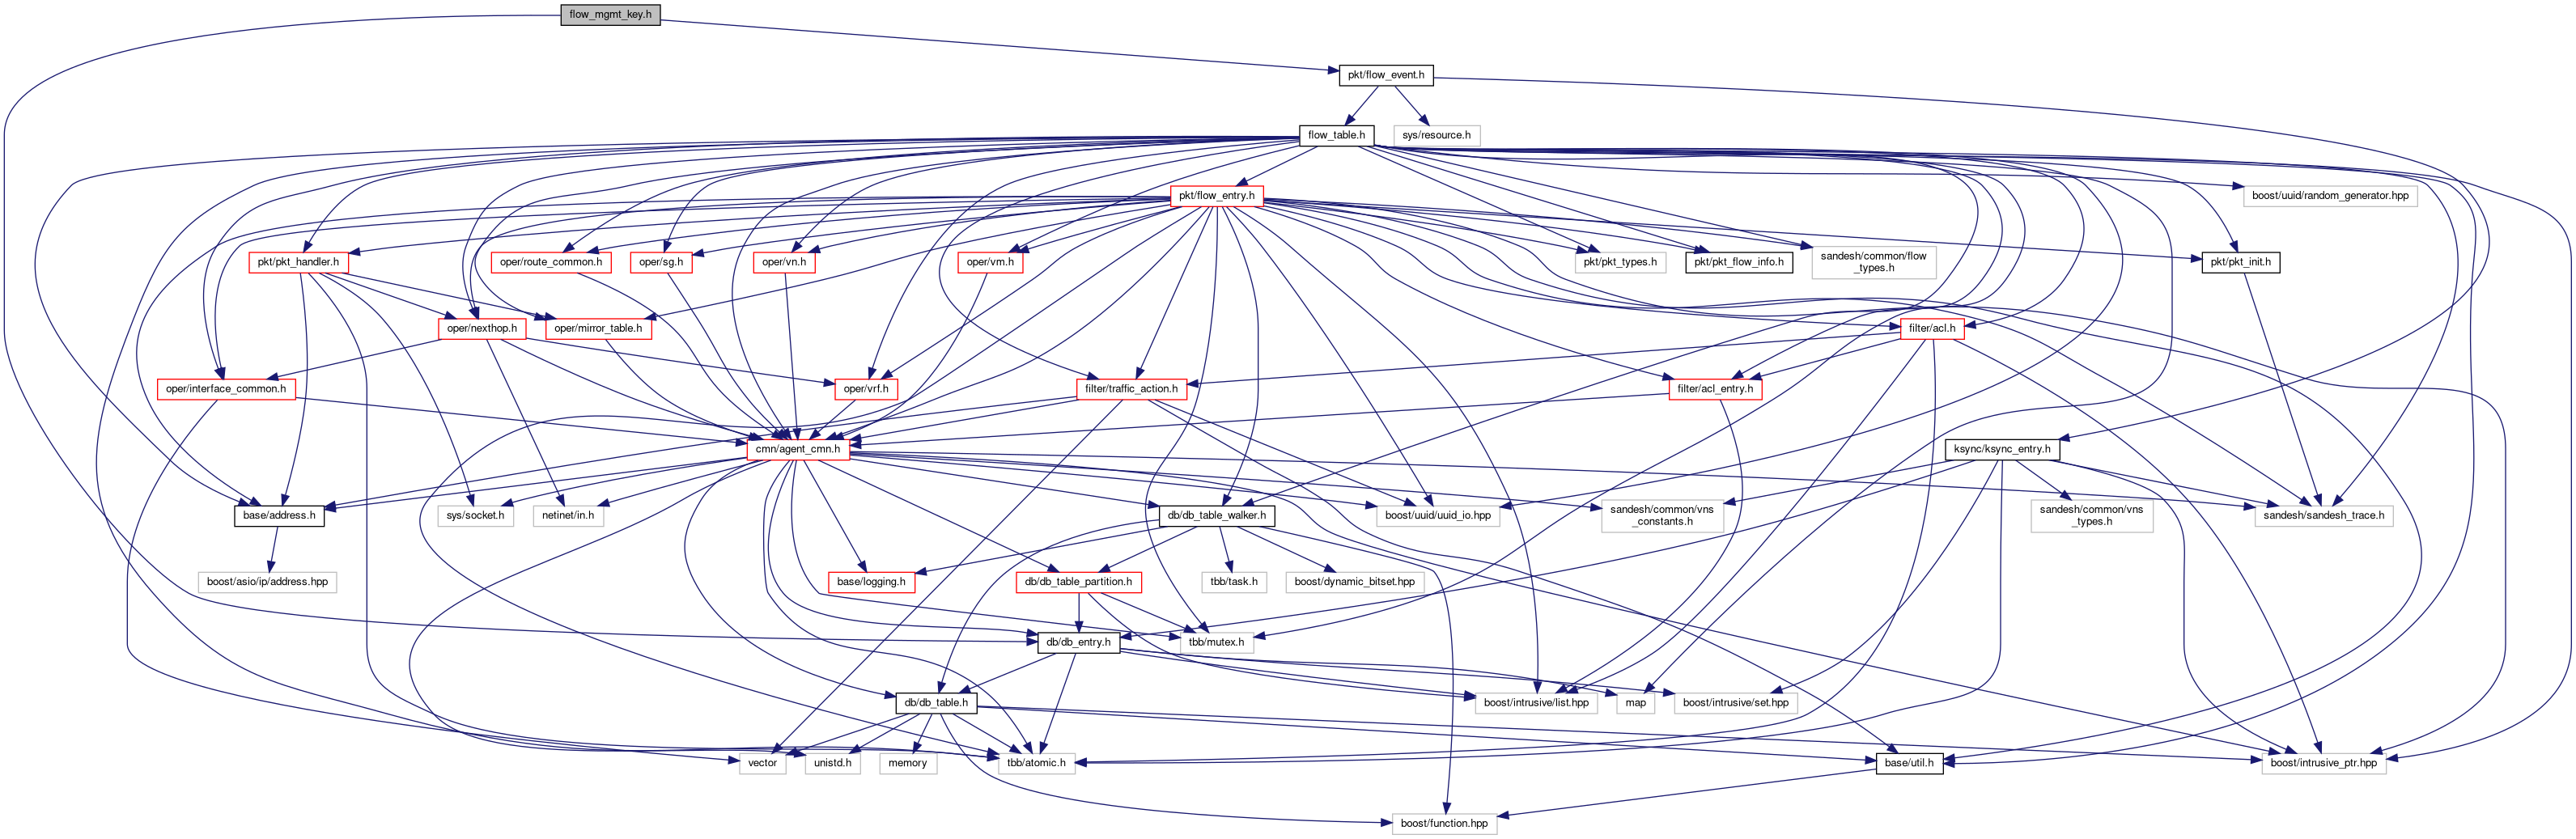 flow_mgmt_key.h
pkt/flow_event.h
flow_table.h
sys/resource.h
pkt/flow_entry.h
boost/uuid/random_generator.hpp
pkt/pkt_handler.h
oper/route_common.h
oper/sg.h
oper/vn.h
oper/vm.h
pkt/pkt_types.h
pkt/pkt_flow_info.h
sandesh/common/flow
_types.h
pkt/pkt_init.h
oper/nexthop.h
oper/mirror_table.h
filter/acl.h
oper/interface_common.h
oper/vrf.h
filter/traffic_action.h
filter/acl_entry.h
cmn/agent_cmn.h
ksync/ksync_entry.h
base/address.h
sys/socket.h
netinet/in.h
boost/uuid/uuid_io.hpp
db/db_table_walker.h
sandesh/common/vns
_constants.h
sandesh/common/vns
_types.h
sandesh/sandesh_trace.h
boost/asio/ip/address.hpp
base/logging.h
db/db_table_partition.h
tbb/task.h
boost/dynamic_bitset.hpp
db/db_entry.h
tbb/mutex.h
db/db_table.h
boost/intrusive/list.hpp
map
boost/intrusive/set.hpp
vector
unistd.h
memory
tbb/atomic.h
base/util.h
boost/intrusive_ptr.hpp
boost/function.hpp